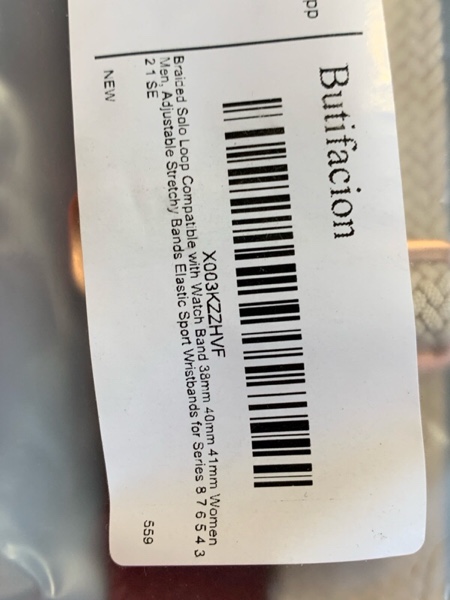 pp
Butifacion
X003KZZHVF
Braided Solo Loop Compatible with Watch Band 38mm 40mm 41mm Women
Men, Adjustable Stretchy Bands Elastic Sport Wristbands for Series 8 7 6 5 4 3
2 1 SE
NEW
559